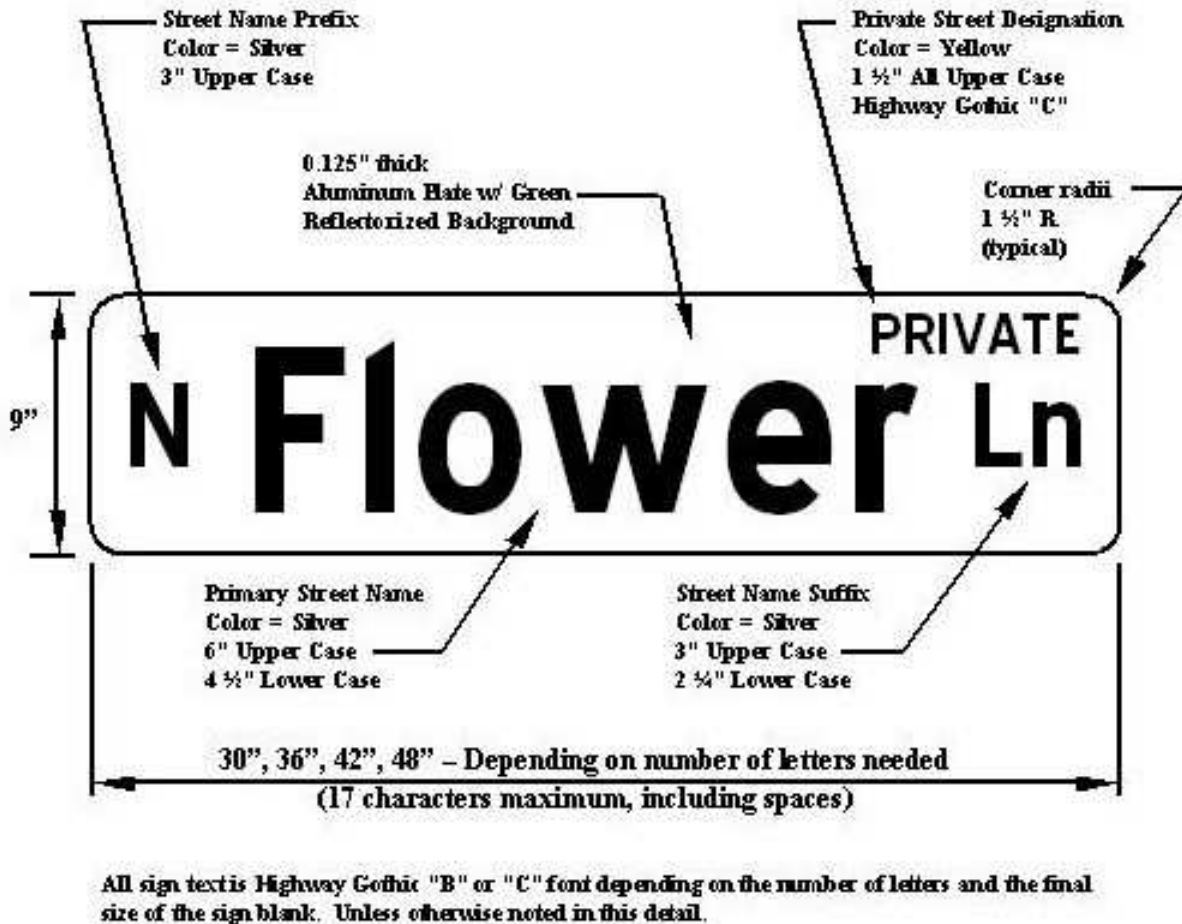 Street Name Prefix
Color = Silver
3" Upper Case
Private Street Designation
Color = Yellow
1 ½" All Upper Case
Highway Gothic "C"
0.125" thick
Aluminum Plate w/ Green
Reflectorized Background
Corner radii
1 ½" R.
(typical)
9”
PRIVATE
N Flower Ln
Primary Street Name
Color = Silver
6" Upper Case
4 ½" Lower Case
Street Name Suffix
Color = Silver
3" Upper Case
2 ¼" Lower Case
30”, 36”, 42”, 48” – Depending on number of letters needed
(17 characters maximum, including spaces)
All sign text is Highway Gothic "B" or "C" font depending on the number of letters and the final
size of the sign blank. Unless otherwise noted in this detail.